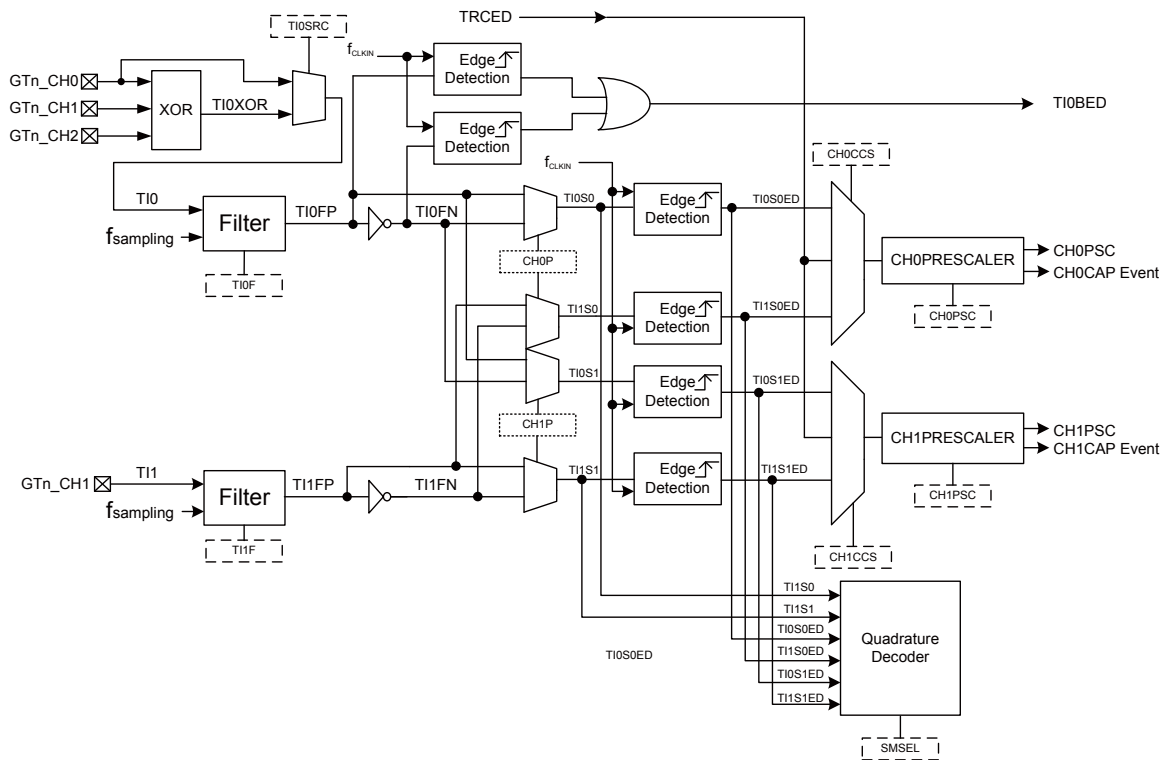 TRCED
TI0SRC
fCLKIN
Edge
Detection
GTn_CH0
GTn_CH1
GTn_CH2
XOR
TI0XOR
TI0BED
Edge
Detection
fCLKIN
CH0CCS
TI0
Filter
fsampling
TI0F
TI0FP
TI0FN
TI0S0
Edge
Detection
TI0S0ED
CH0P
CH0PRESCALER
CH0PSC
CH0CAP Event
CH0PSC
TI1S0
Edge
Detection
TI1S0ED
TI0S1
Edge
Detection
TI0S1ED
CH1P
CH1PRESCALER
CH1PSC
CH1CAP Event
CH1PSC
GTn_CH1
TI1
Filter
fsampling
TI1F
TI1FP
TI1FN
TI1S1
Edge
Detection
TI1S1ED
CH1CCS
TI1S0
TI1S1
TI0S0ED
TI1S0ED
TI0S1ED
TI1S1ED
Quadrature
Decoder
TI0S0ED
SMSEL